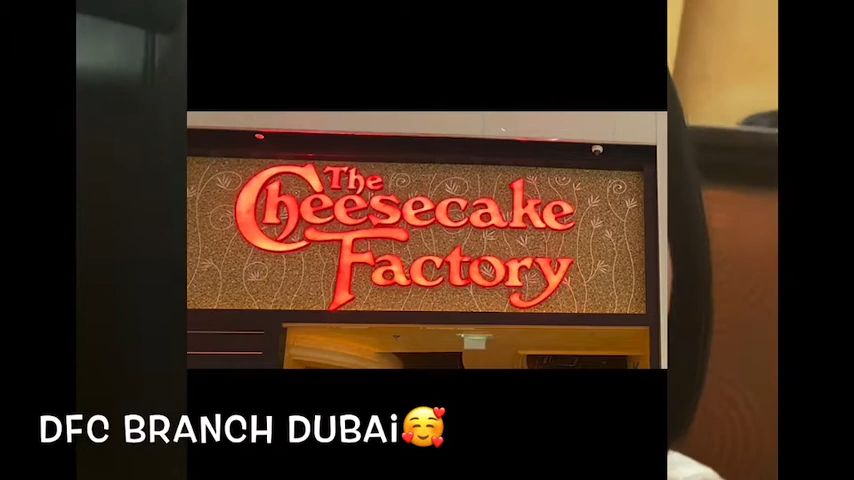 The
Cheesecake
Factory
DFC BRANCH DUBAi🥰